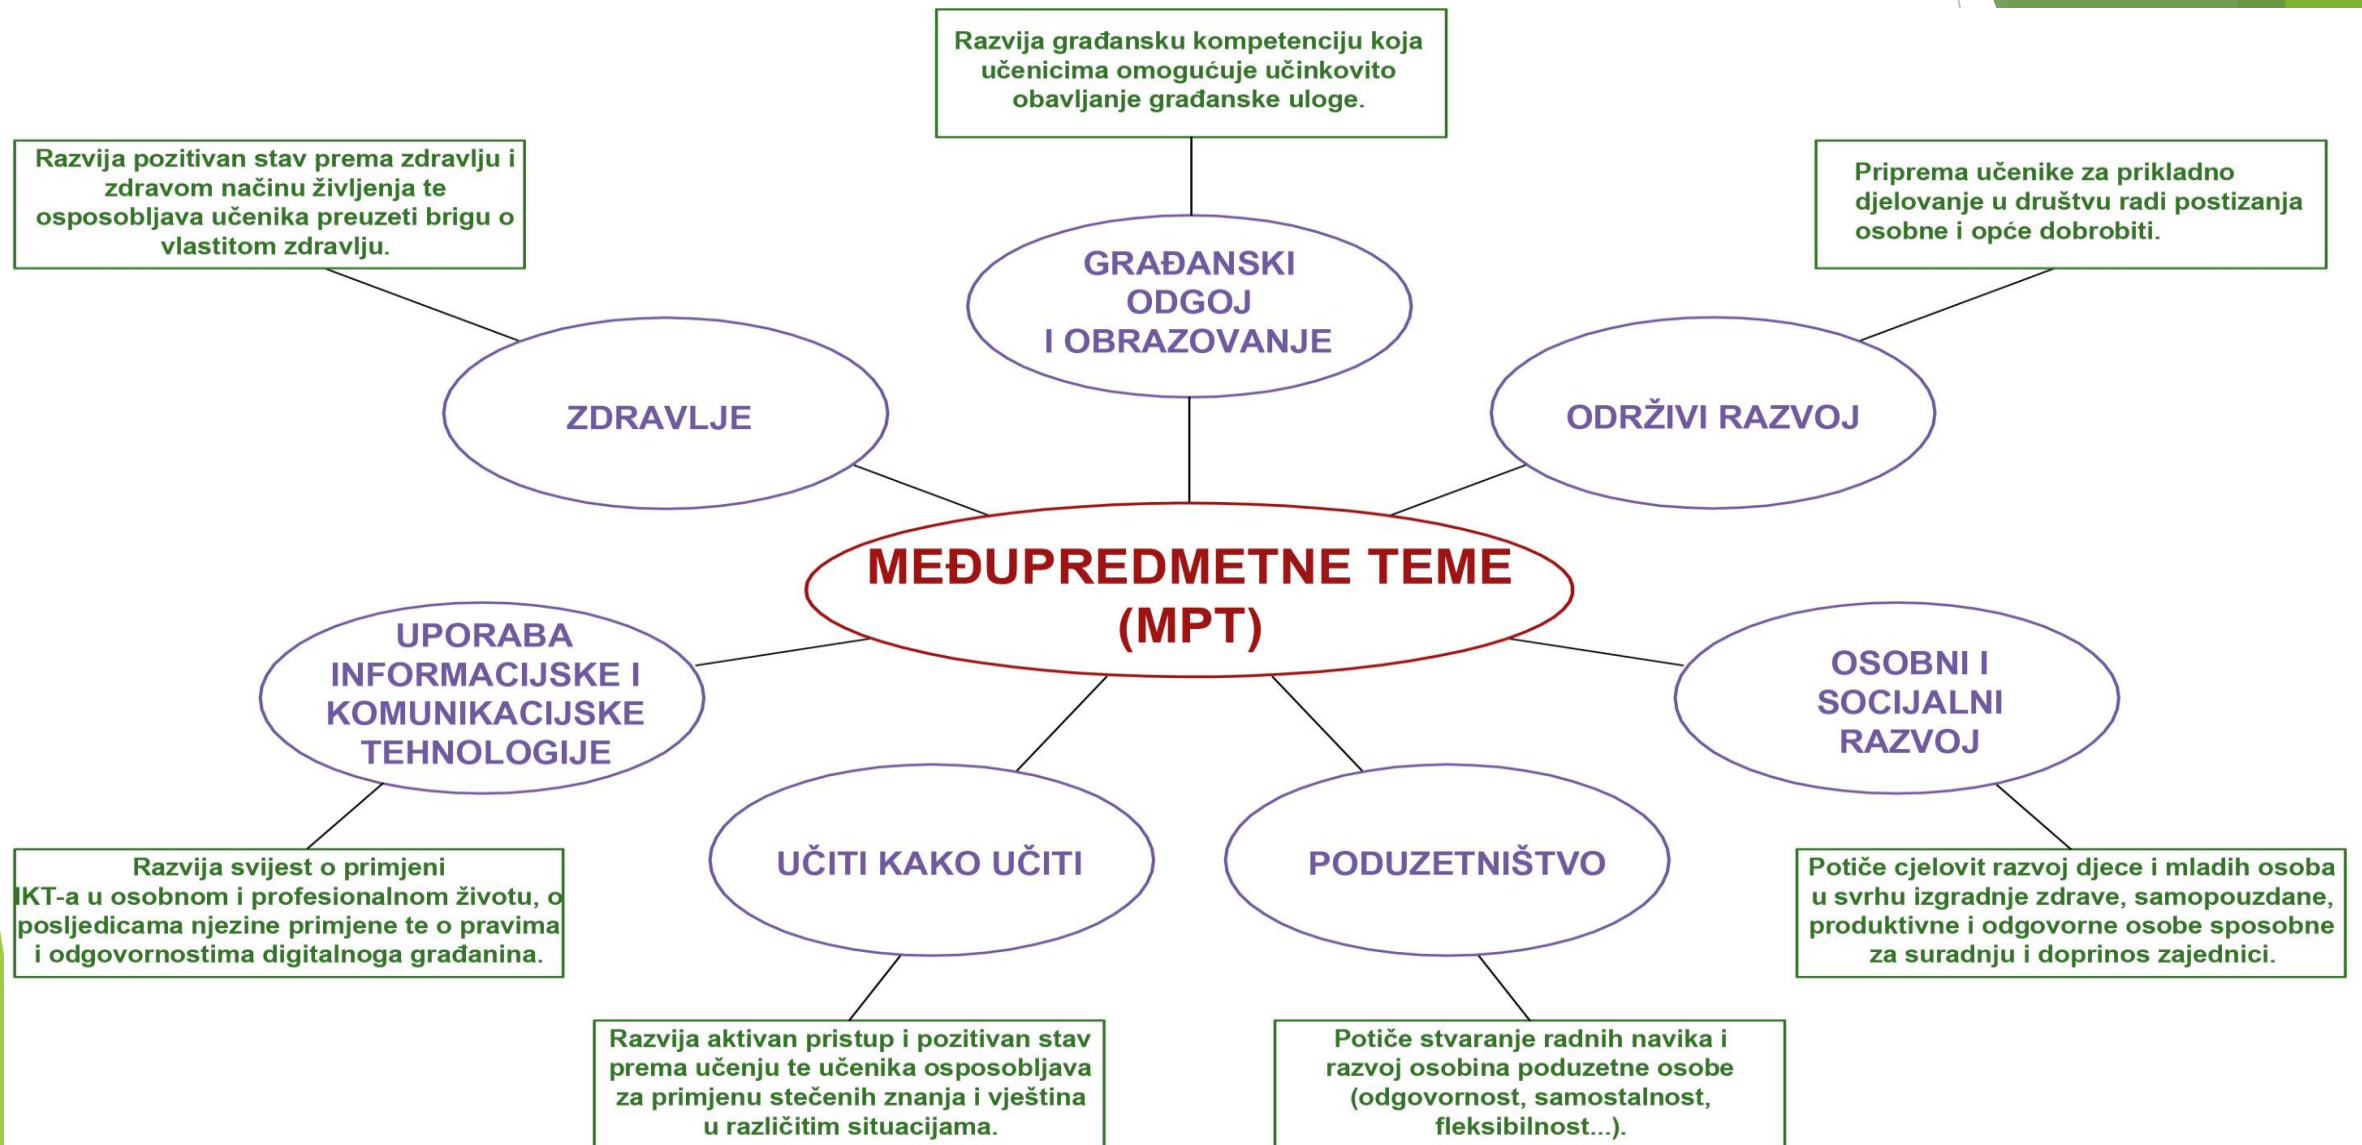 Razvija građansku kompetenciju koja
učenicima omogućuje učinkovito
obavljanje građanske uloge.
Razvija pozitivan stav prema zdravlju i
zdravom načinu življenja te
osposobljava učenika preuzeti brigu o
vlastitom zdravlju.
Priprema učenike za prikladno
djelovanje u društvu radi postizanja
osobne i opće dobrobiti.
GRAĐANSKI
ODGOJ
I OBRAZOVANJE
ZDRAVLJE
ODRŽIVI RAZVOJ
MEĐUPREDMETNE TEME
(MPT)
UPORABA
INFORMACIJSKE I
KOMUNIKACIJSKE
TEHNOLOGIJE
OSOBNI I
SOCIJALNI
RAZVOJ
UČITI KAKO UČITI
PODUZETNIŠTVO
Razvija svijest o primjeni
IKT-a u osobnom i profesionalnom životu, o
posljedicama njezine primjene te o pravima
i odgovornostima digitalnoga građanina.
Potiče cjelovit razvoj djece i mladih osoba
u svrhu izgradnje zdrave, samopouzdane,
produktivne i odgovorne osobe sposobne
za suradnju i doprinos zajednici.
Razvija aktivan pristup i pozitivan stav
prema učenju te učenika osposobljava
za primjenu stečenih znanja i vještina
u različitim situacijama.
Potiče stvaranje radnih navika i
razvoj osobina poduzetne osobe
(odgovornost, samostalnost,
fleksibilnost...).